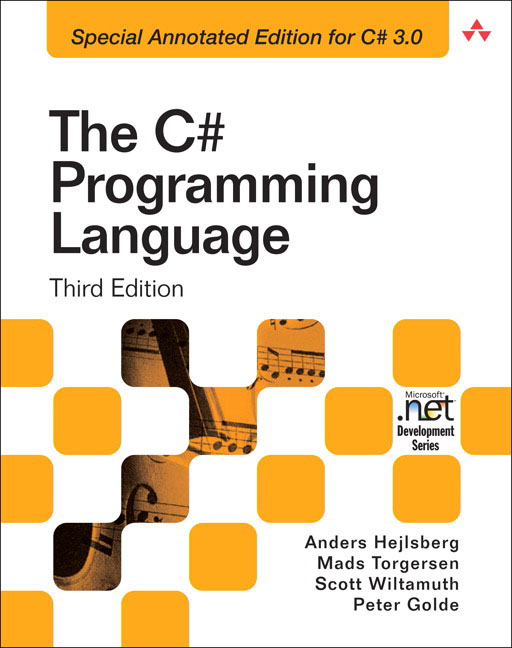 Special Annotated Edition for C# 3.0
The C#
Programming
Language
Third Edition
Microsoft®
.net
Development
Series
Anders Hejlsberg
Mads Torgersen
Scott Wiltamuth
Peter Golde